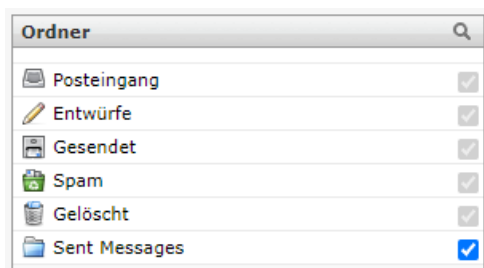 Ordner
Posteingang
Entwürfe
Gesendet
Spam
Gelöscht
Sent Messages